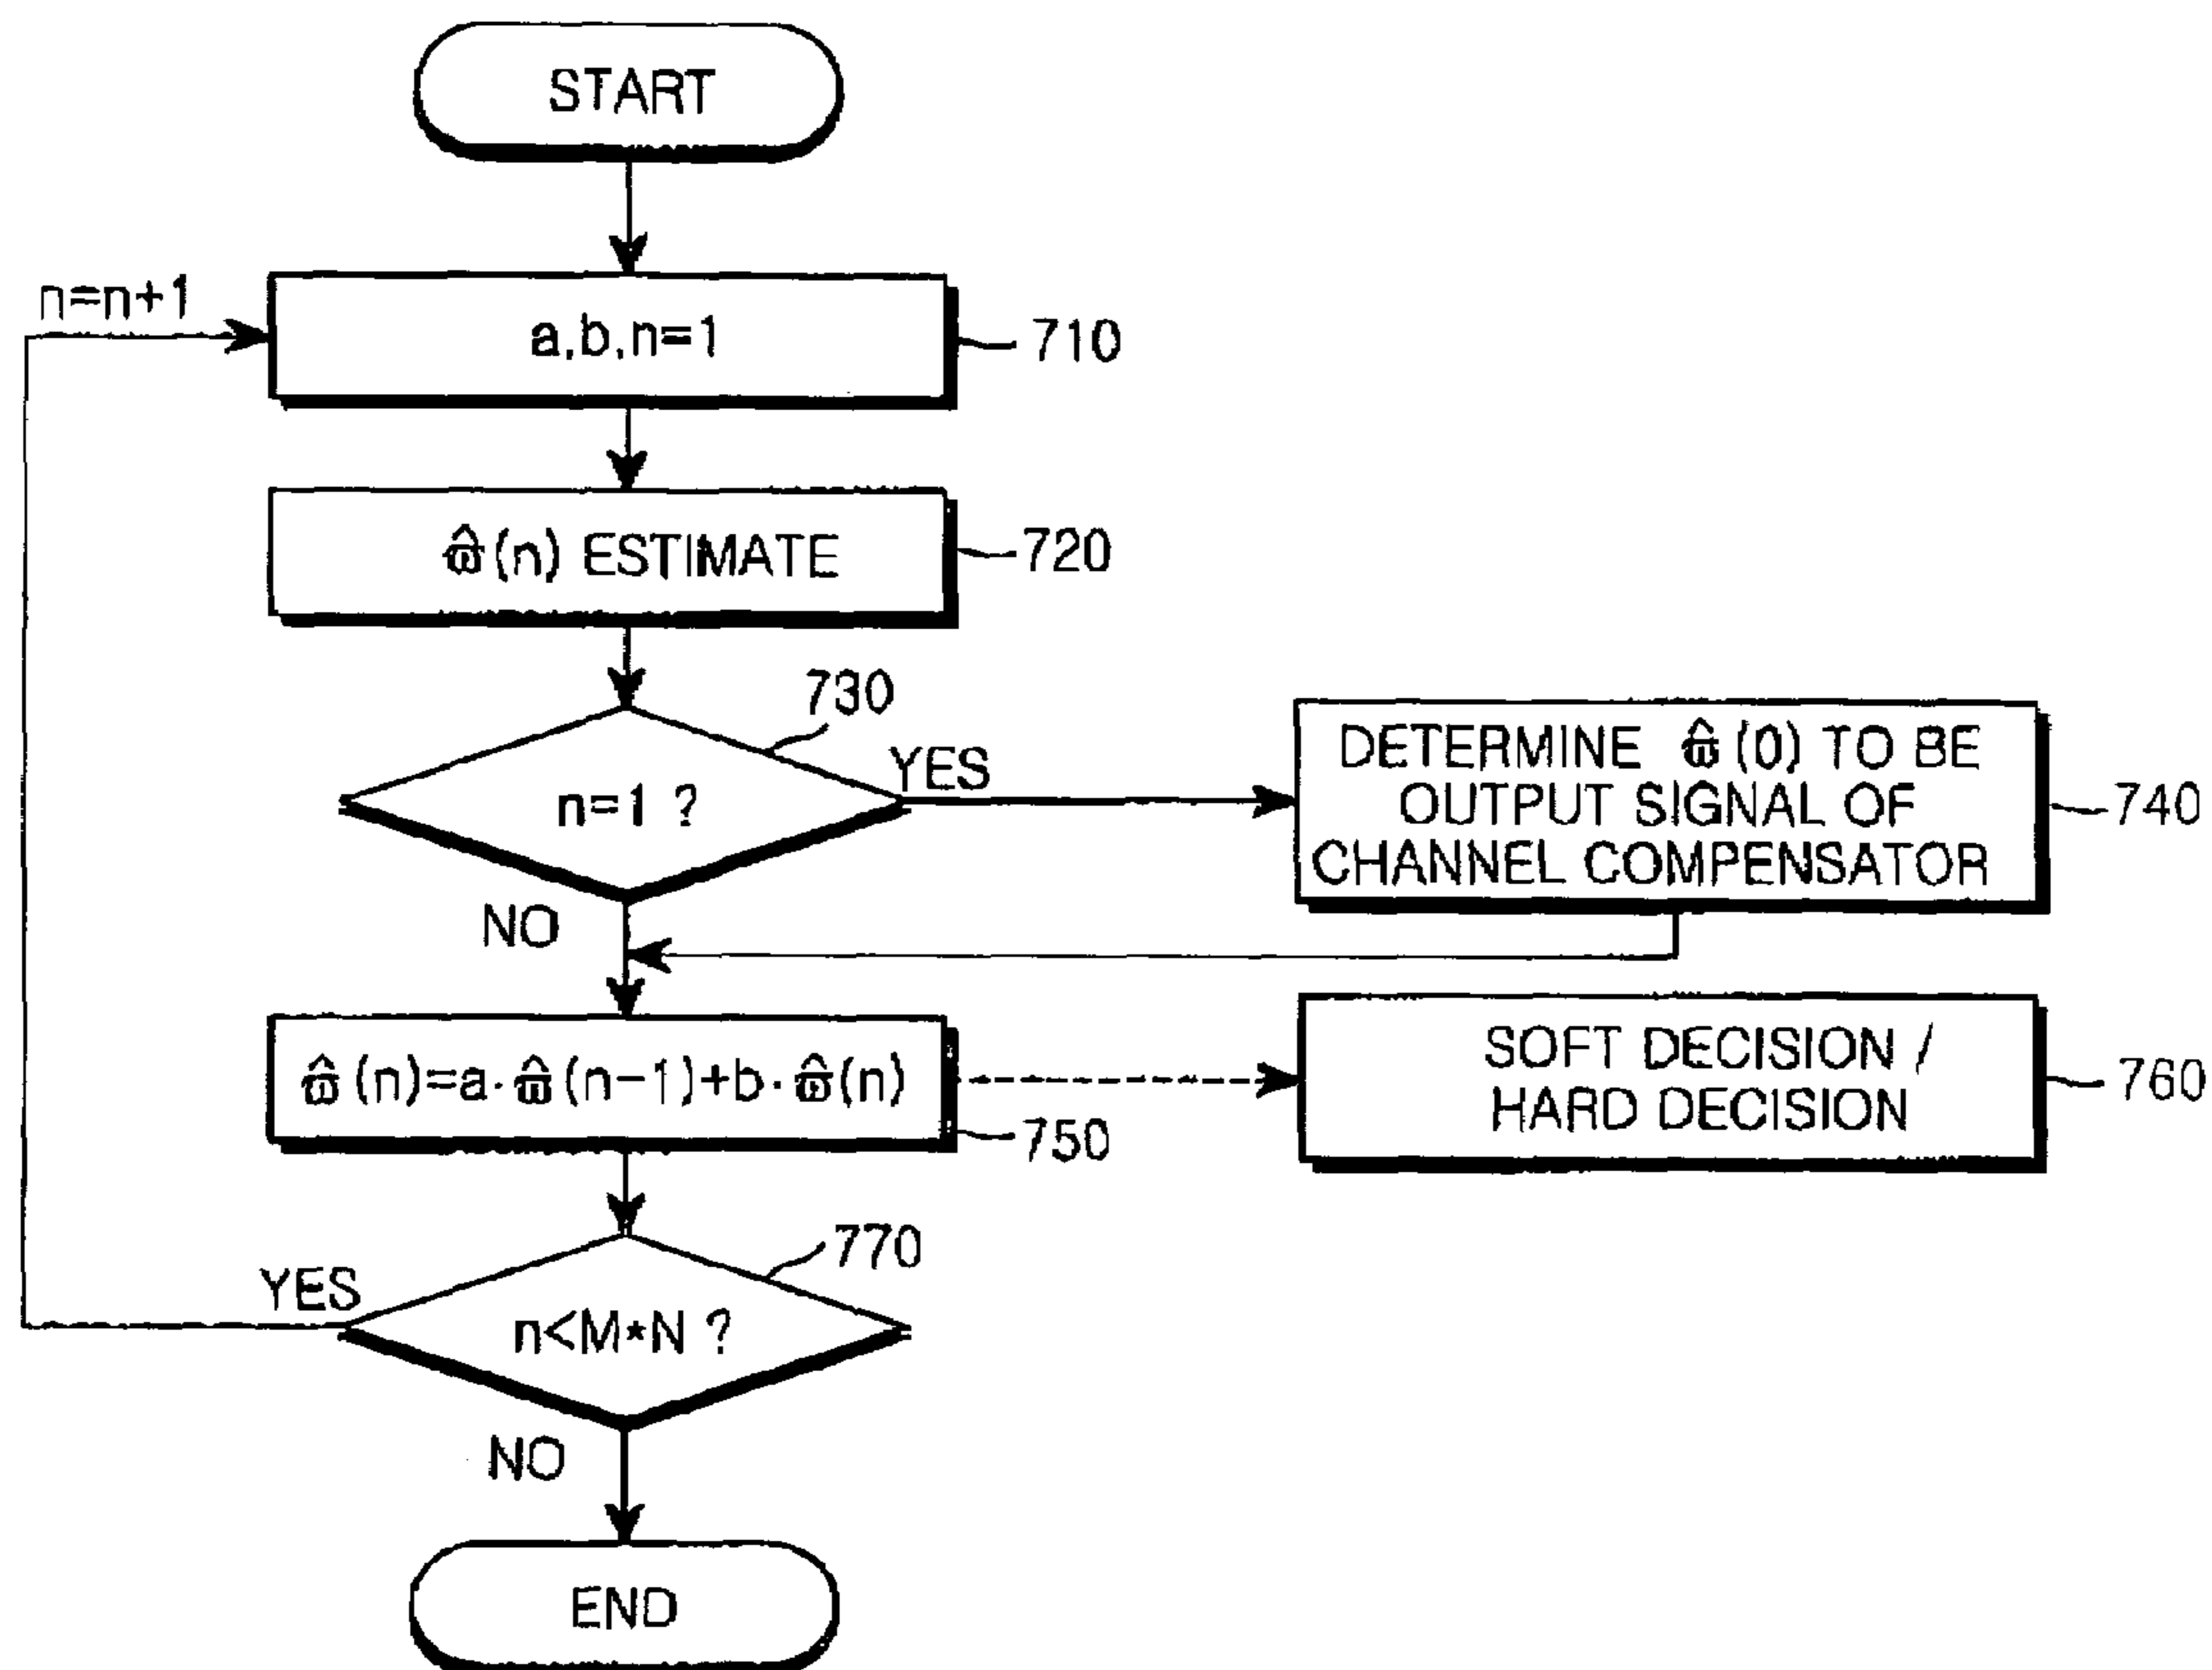 START
n=n+1
a,b,n=1
710
(n) ESTIMATE
720
730
n=1 ?
YES
NO
DETERMINE (0) TO BE
OUTPUT SIGNAL OF
CHANNEL COMPENSATOR
740
(n)=a· (n-1)+b· (n)
750
SOFT DECISION /
HARD DECISION
760
770
n<M*N ?
YES
NO
END